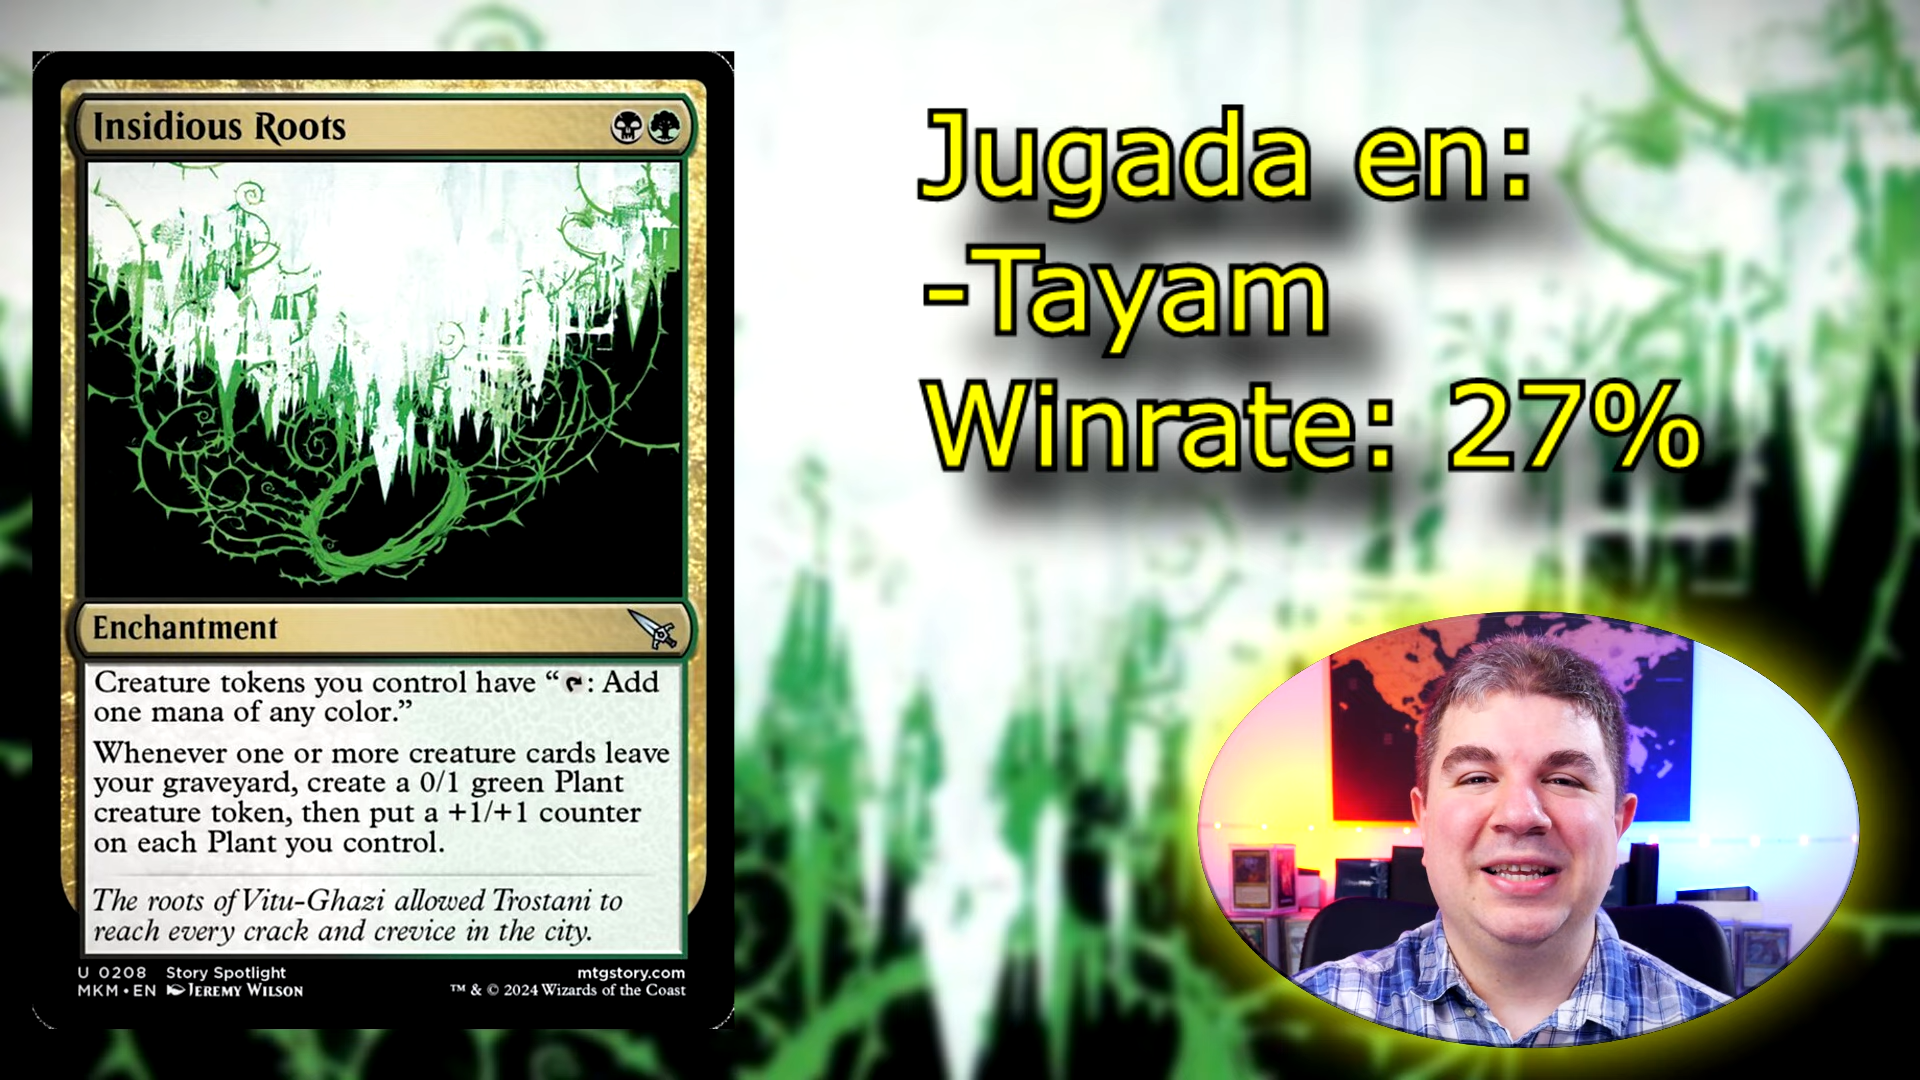 Insidious Roots
Enchantment
Creature tokens you control have “: Add
one mana of any color.”
Whenever one or more creature cards leave
your graveyard, create a 0/1 green Plant
creature token, then put a +1/+1 counter
on each Plant you control.
The roots of Vitu-Ghazi allowed Trostani to
reach every crack and crevice in the city.
U 0208 Story Spotlight mtgstory.com
MKM • EN JEREMY WILSON ™ & © 2024 Wizards of the Coast
Jugada en:
-Tayam
Winrate: 27%